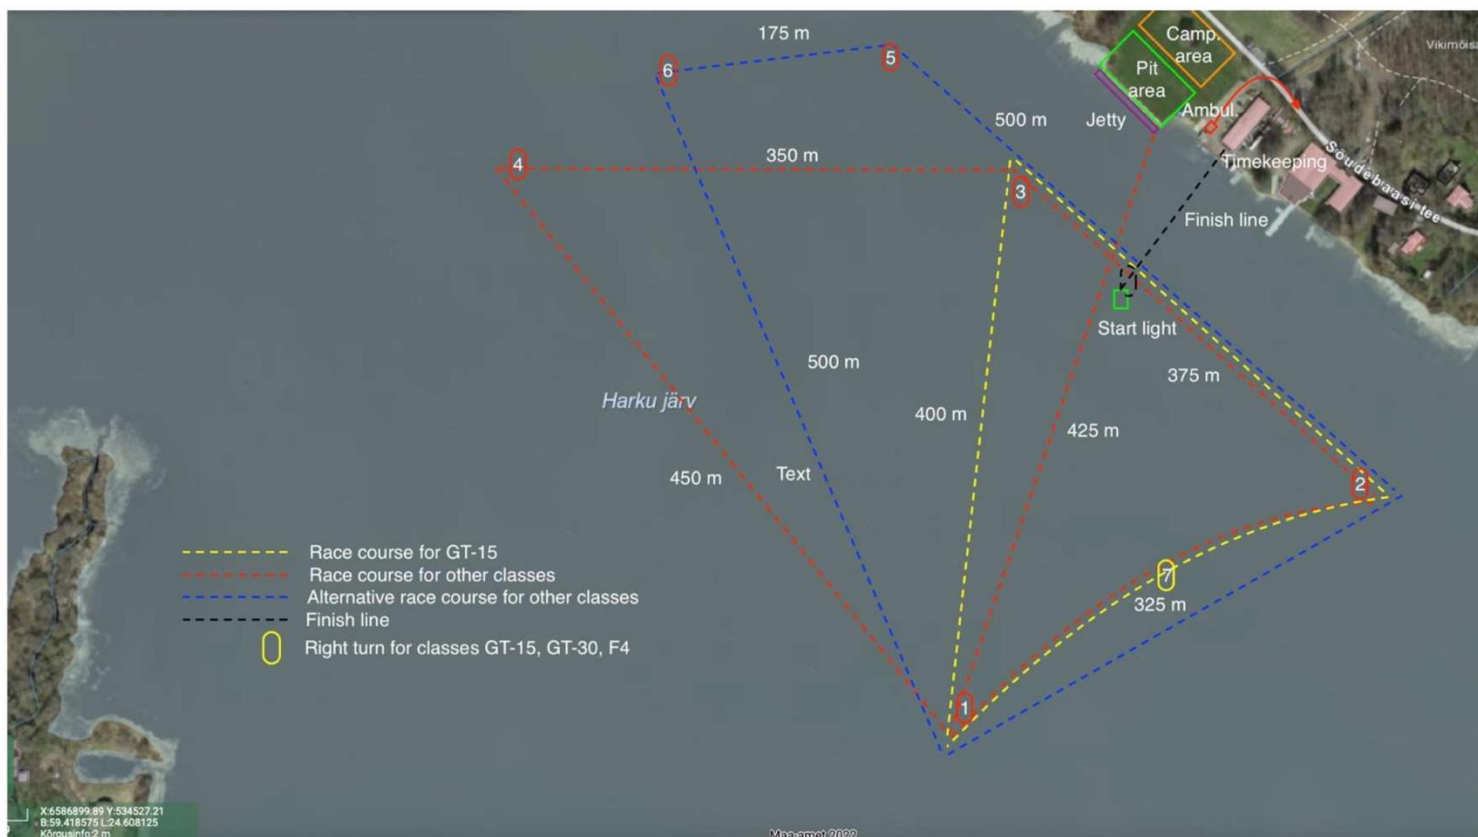 175 m
6
5
Camp.
area
Pit
area
500 m
Jetty
Ambul.
4
350 m
3
Timekeeping
Sõudebaasi tee
Finish line
Start light
375 m
500 m
Harku järv
400 m
425 m
450 m
Text
2
7
325 m
1
Race course for GT-15
Race course for other classes
Alternative race course for other classes
Finish line
Right turn for classes GT-15, GT-30, F4
X:6586899.89 Y:534527.21
B:59.418575 L:24.608125
Kõrgusinfo:2 m
Maa-amet 2022